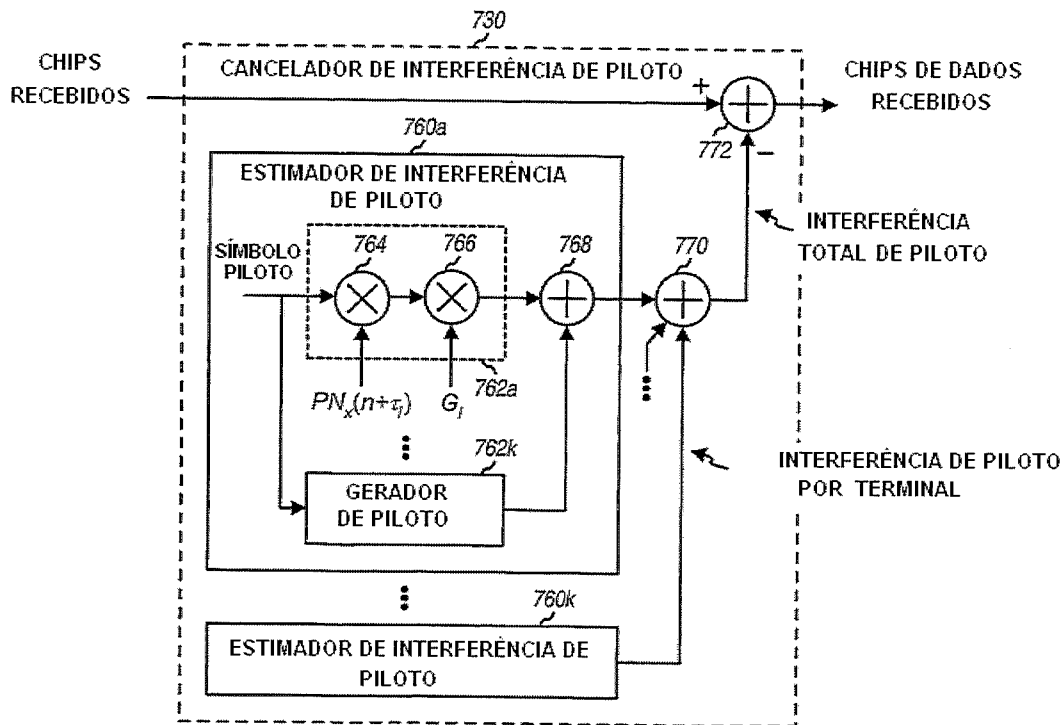 730
CHIPS
RECEBIDOS
CANCELADOR DE INTERFERÊNCIA DE PILOTO
+
CHIPS DE DADOS
RECEBIDOS
772
−
760a
ESTIMADOR DE INTERFERÊNCIA
DE PILOTO
INTERFERÊNCIA
TOTAL DE PILOTO
SÍMBOLO
PILOTO
764
766
768
770
762a
PNx(n+τi)
Gi
762k
GERADOR
DE PILOTO
INTERFERÊNCIA DE PILOTO
POR TERMINAL
760k
ESTIMADOR DE INTERFERÊNCIA DE
PILOTO